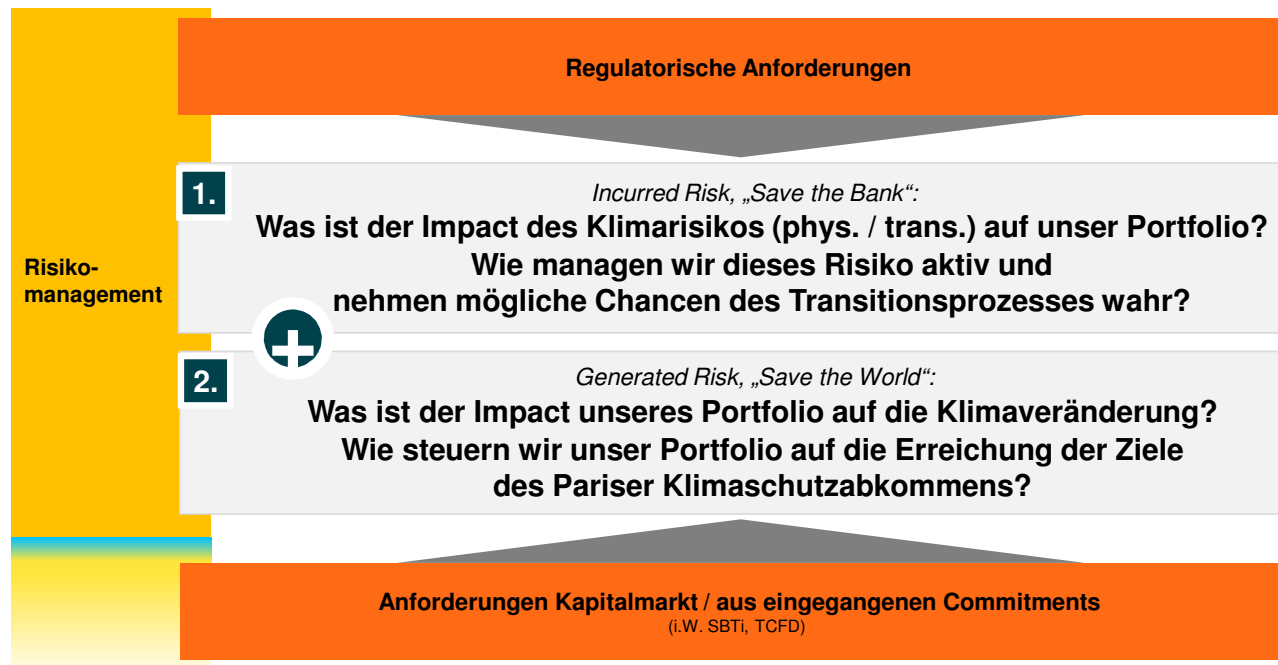 Regulatorische Anforderungen
Risiko-
management
1.
Incurred Risk, „Save the Bank“:
Was ist der Impact des Klimarisikos (phys. / trans.) auf unser Portfolio?
Wie managen wir dieses Risiko aktiv und
nehmen mögliche Chancen des Transitionsprozesses wahr?
+
2.
Generated Risk, „Save the World“:
Was ist der Impact unseres Portfolio auf die Klimaveränderung?
Wie steuern wir unser Portfolio auf die Erreichung der Ziele
des Pariser Klimaschutzabkommens?
Anforderungen Kapitalmarkt / aus eingegangenen Commitments
(i.W. SBTi, TCFD)